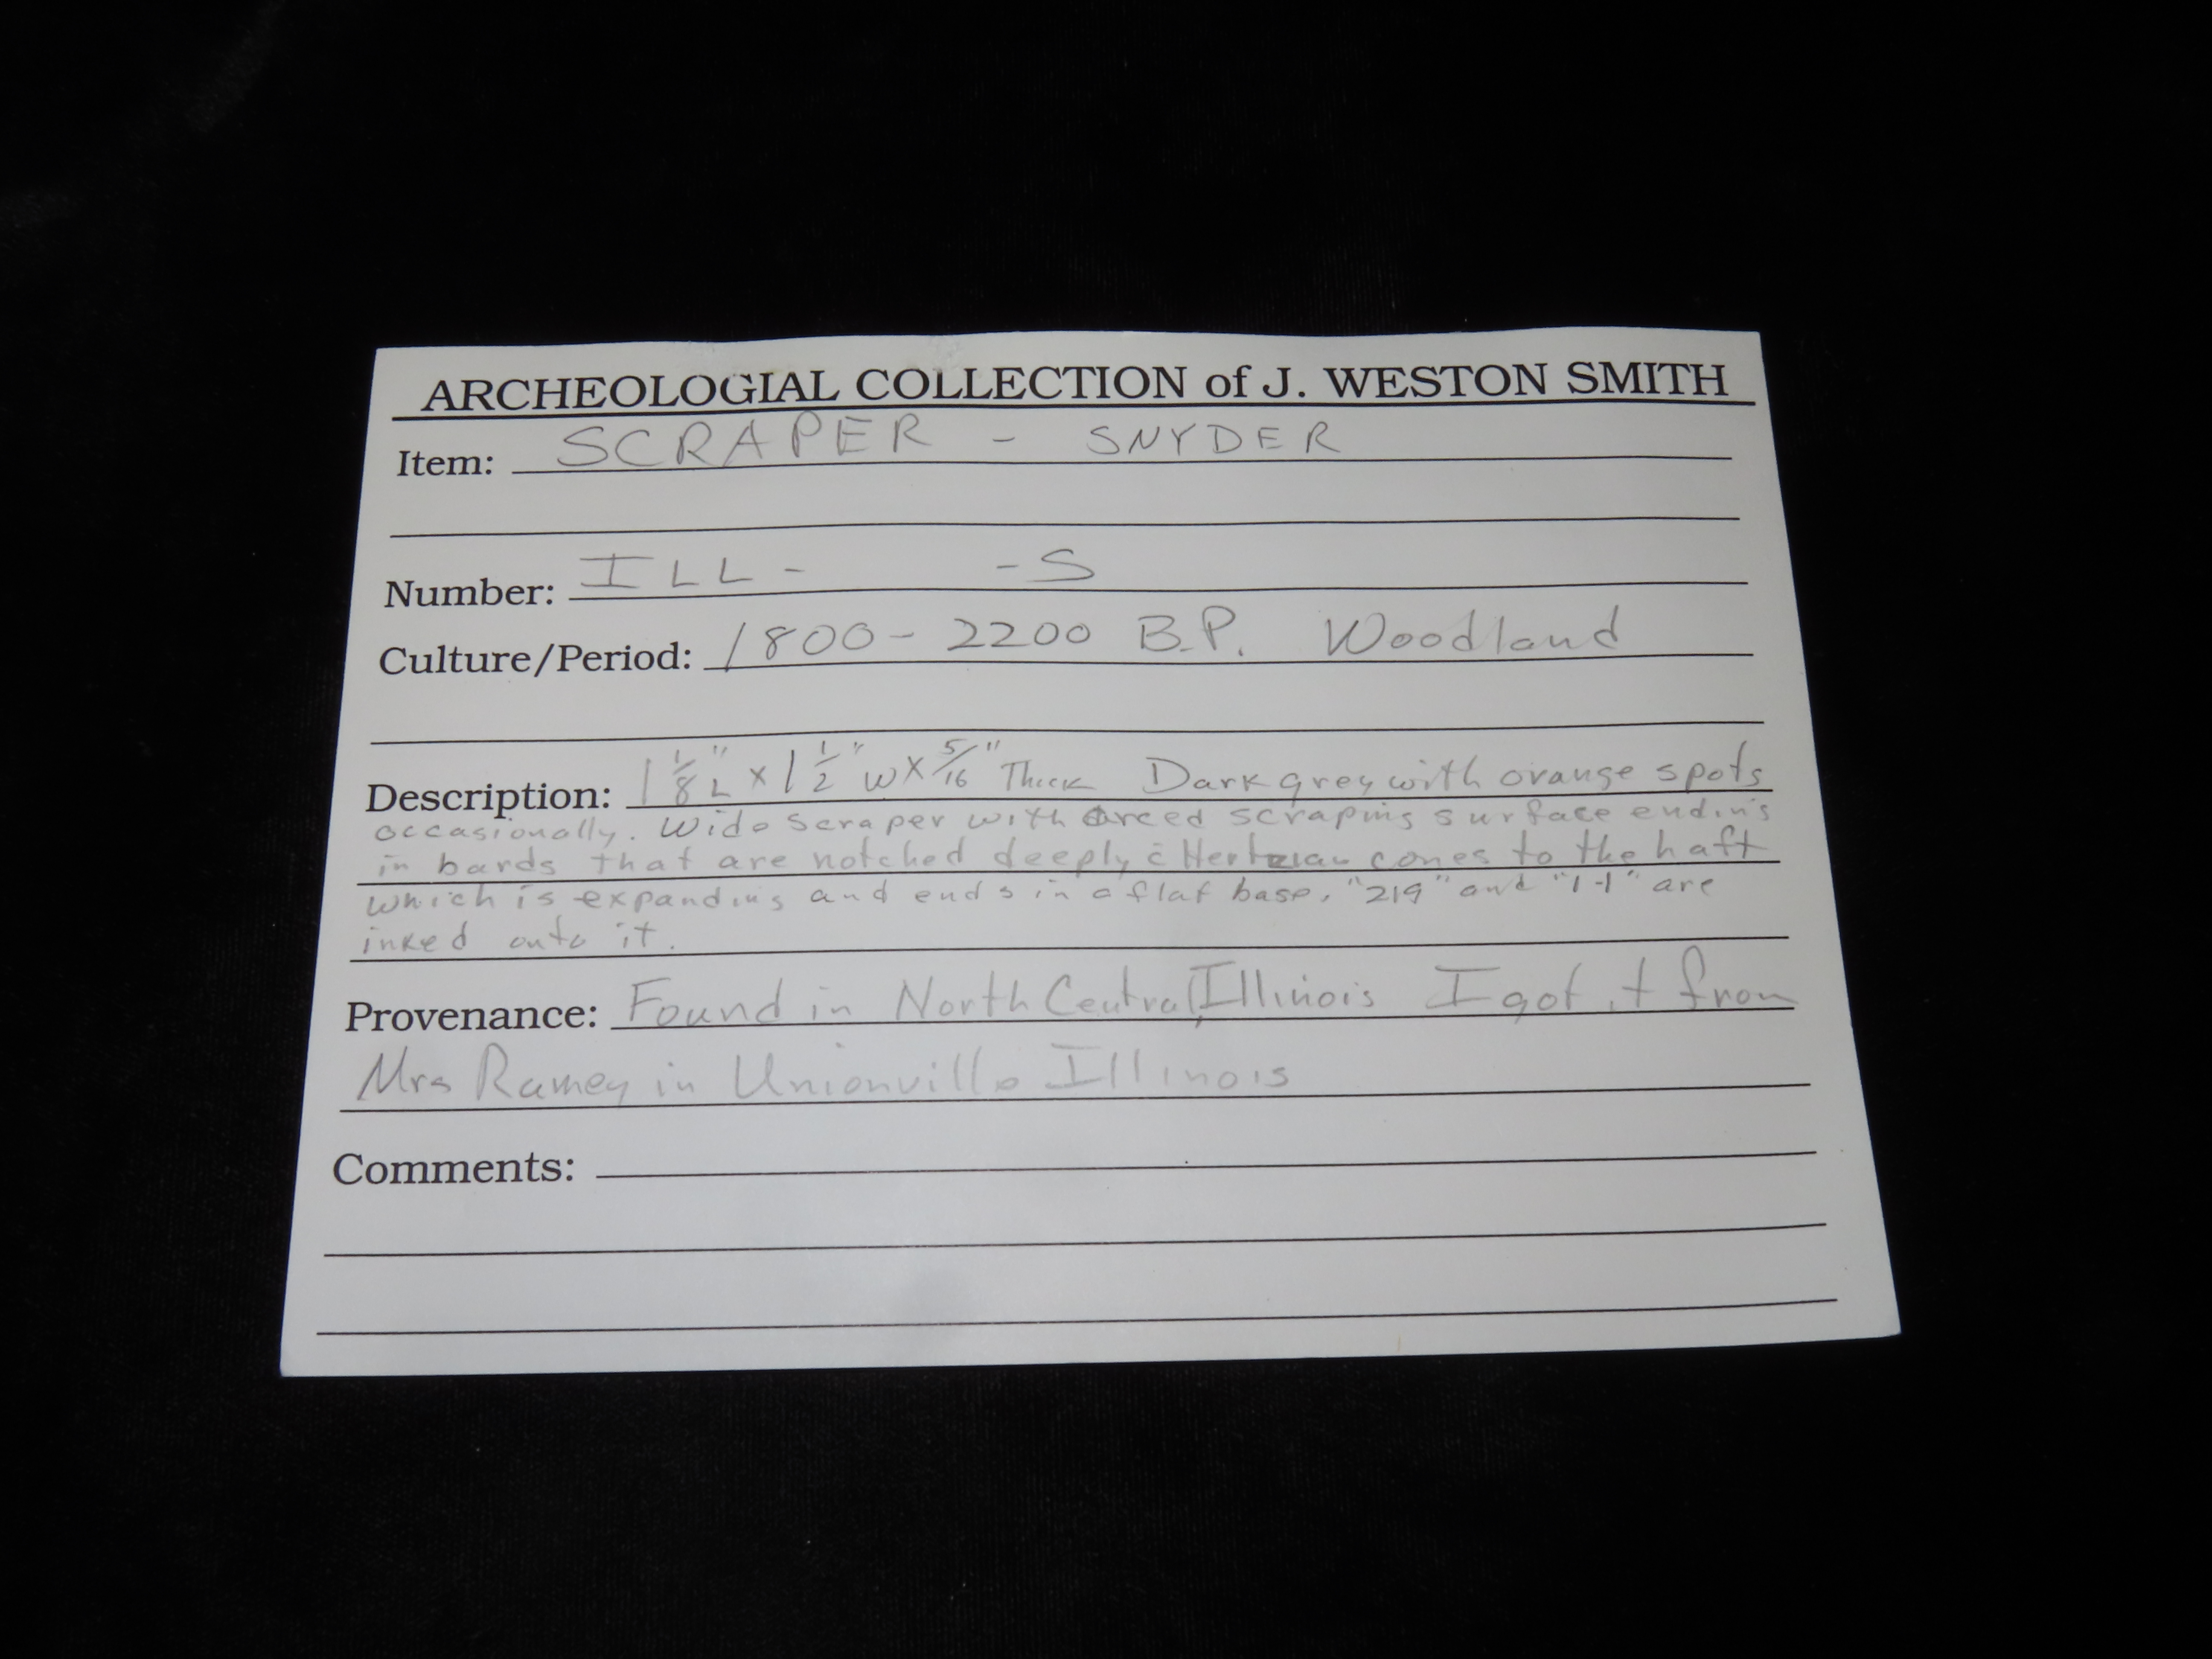 ARCHEOLOGIAL COLLECTION of J. WESTON SMITH
Item: SCRAPER - SNYDER
Number: ILL - - S
Culture/Period: 1800 - 2200 B.P. Woodland
Description: 1 1/8" L x 1 1/2" W x 5/16" Thick Dark grey with orange spots
occasionally. Wide scraper with arced scraping surface ending
in bards that are notched deeply c̄ Hertzian cones to the haft
which is expanding and ends in a flat base. "219" and "1-1" are
inked onto it.
Provenance: Found in North Central, Illinois I got it from
Mrs Ramey in Unionville Illinois
Comments: